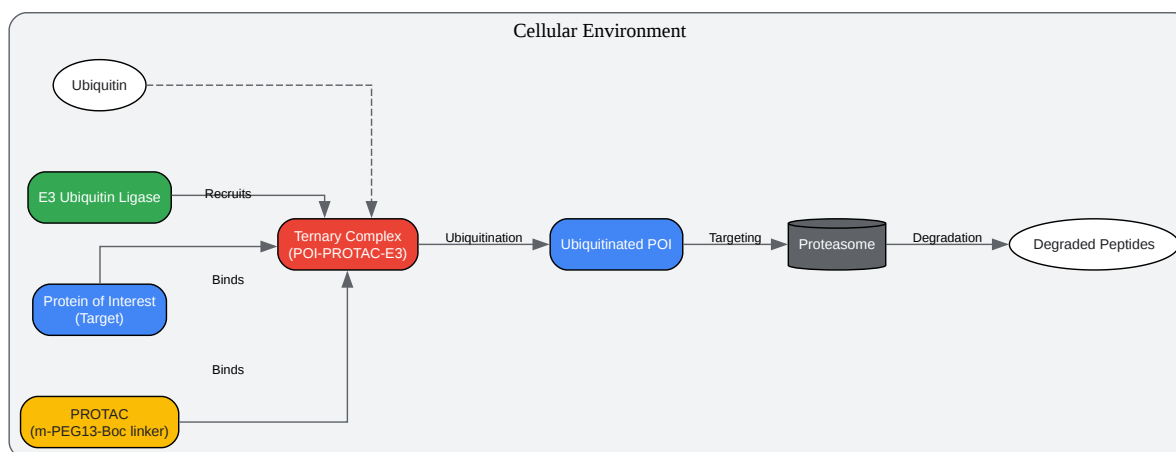 Cellular Environment
Ubiquitin
E3 Ubiquitin Ligase
Recruits
Ternary Complex
(POI-PROTAC-E3)
Ubiquitination
Ubiquitinated POI
Targeting
Proteasome
Degradation
Degraded Peptides
Binds
Protein of Interest
(Target)
Binds
PROTAC
(m-PEG13-Boc linker)